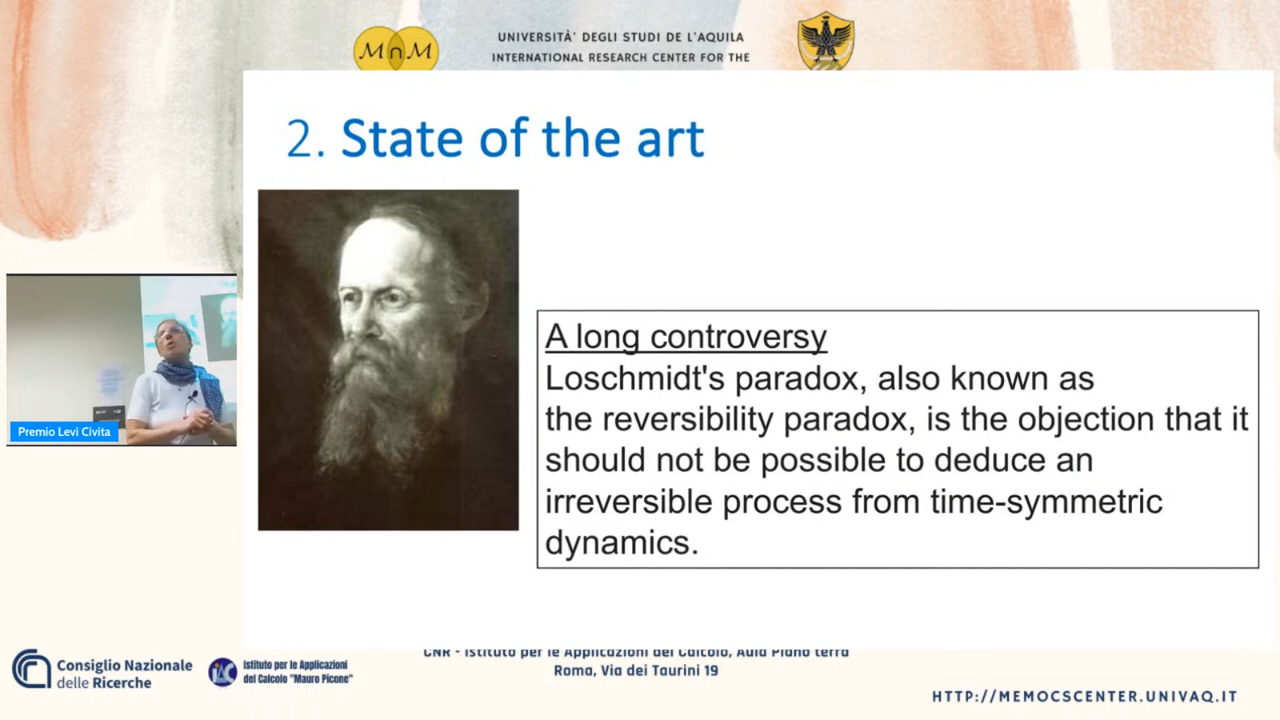 MnM
UNIVERSITÀ' DEGLI STUDI DE L'AQUILA
INTERNATIONAL RESEARCH CENTER FOR THE
2. State of the art
A long controversy
Loschmidt's paradox, also known as
the reversibility paradox, is the objection that it
should not be possible to deduce an
irreversible process from time-symmetric
dynamics.
Premio Levi Civita
Consiglio Nazionale
delle Ricerche
IAC
Istituto per le Applicazioni
del Calcolo "Mauro Picone"
CNR - Istituto per le Applicazioni del Calcolo, Aula Piano terra
Roma, Via dei Taurini 19
HTTP://MEMOCSCENTER.UNIVAQ.IT